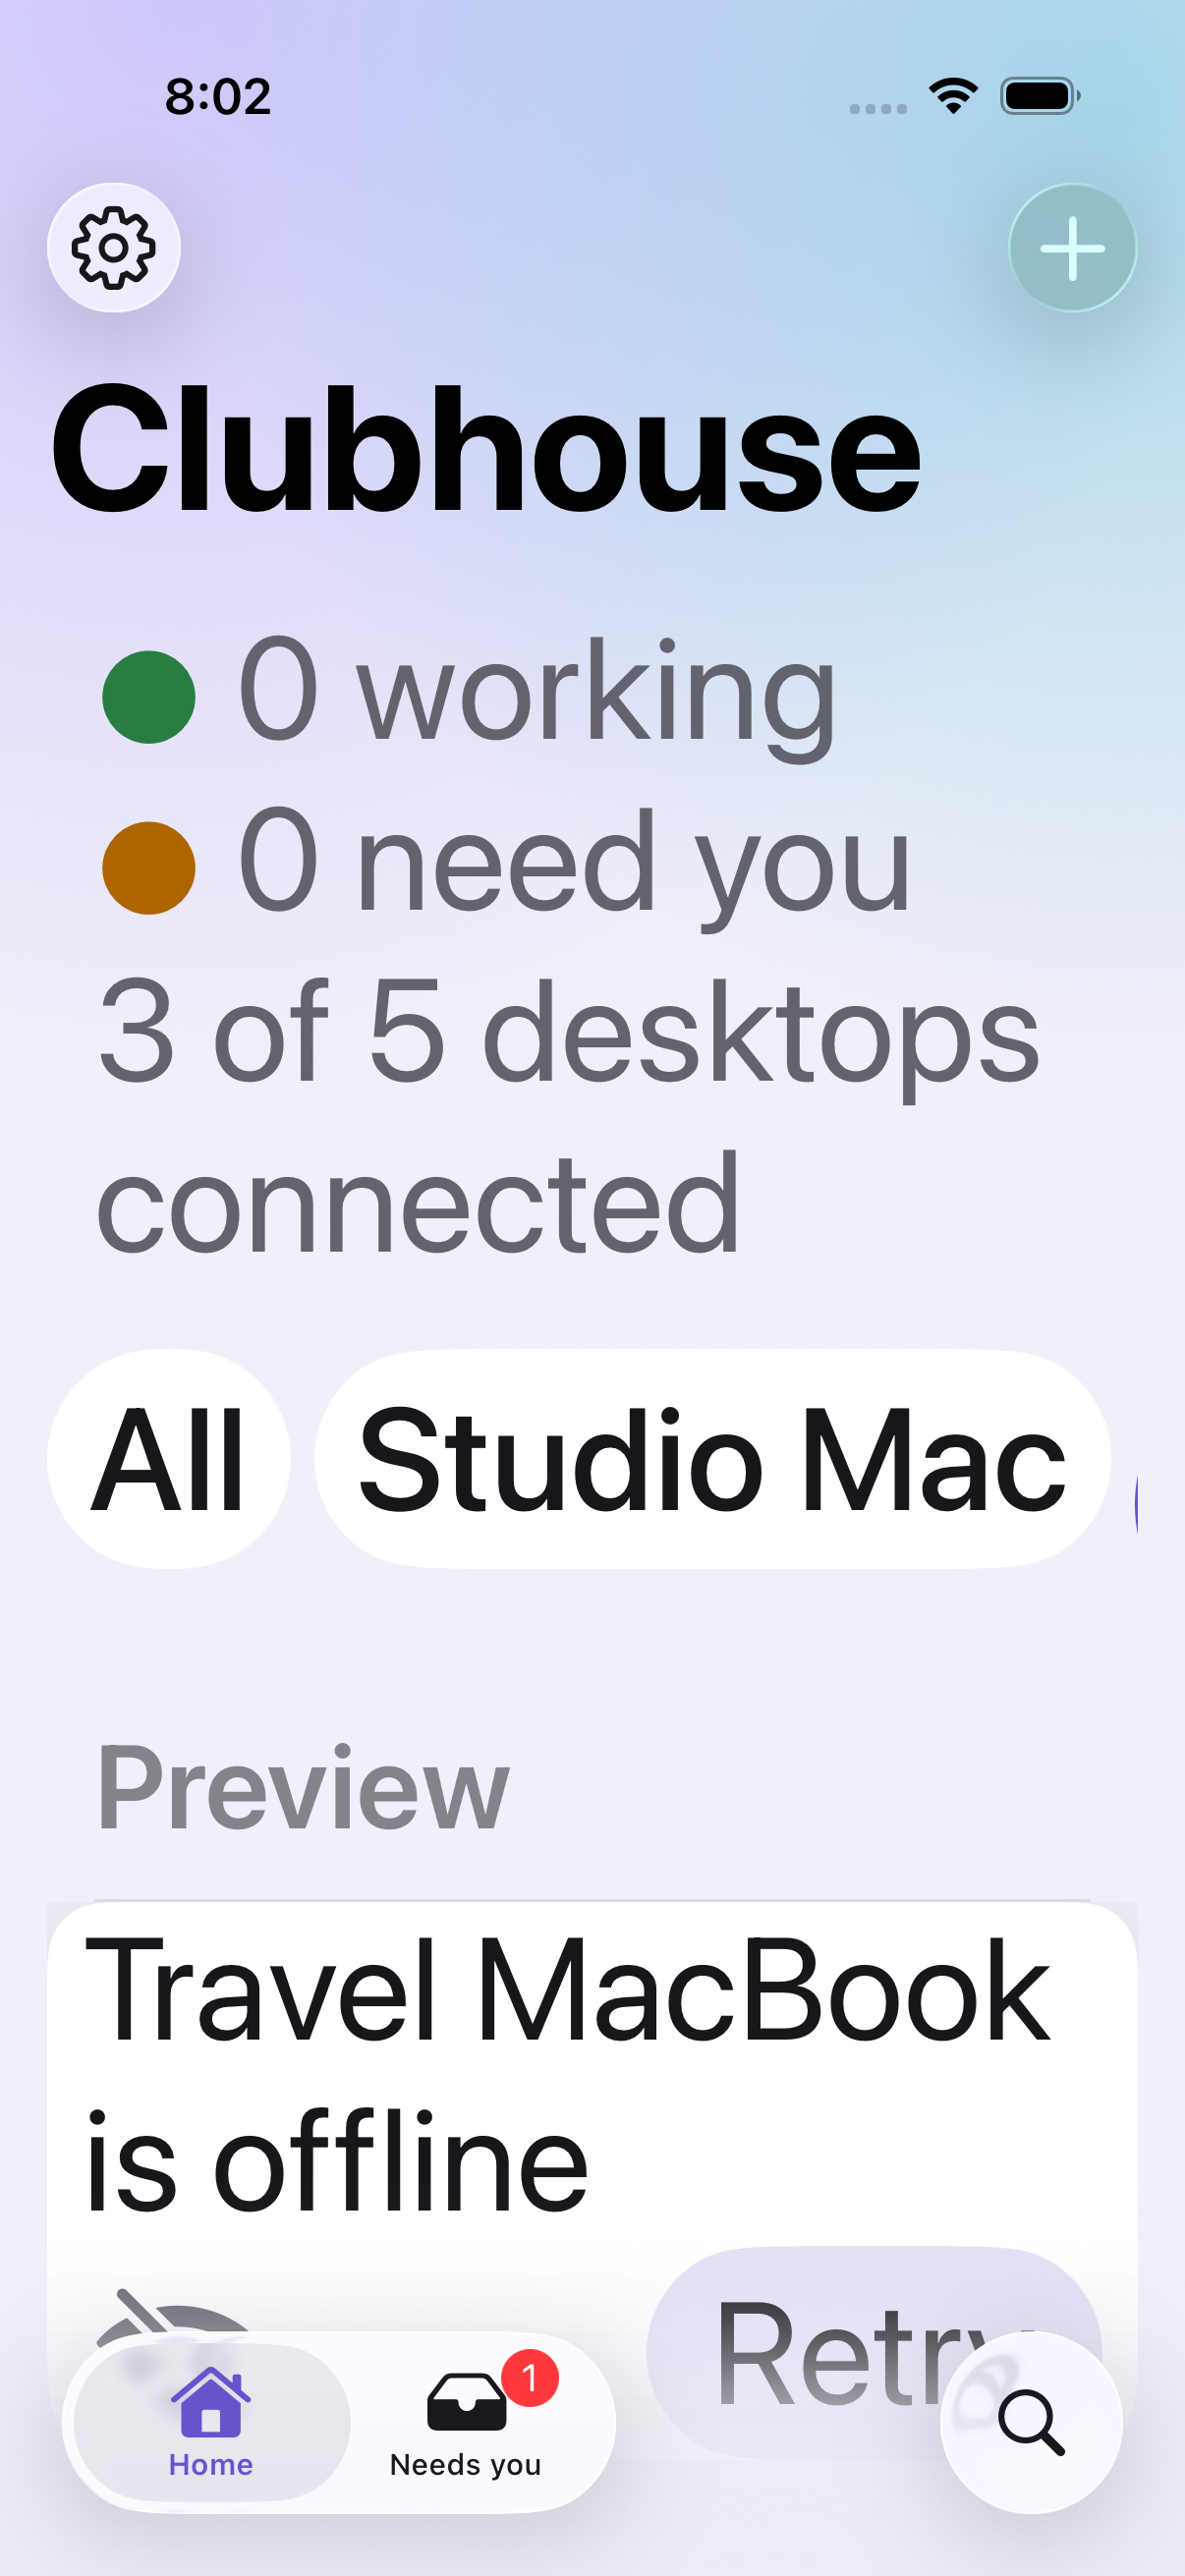 8:02
Clubhouse
0 working
0 need you
3 of 5 desktops
connected
All
Studio Mac
Preview
Travel MacBook
is offline
Retry
1
Home
Needs you